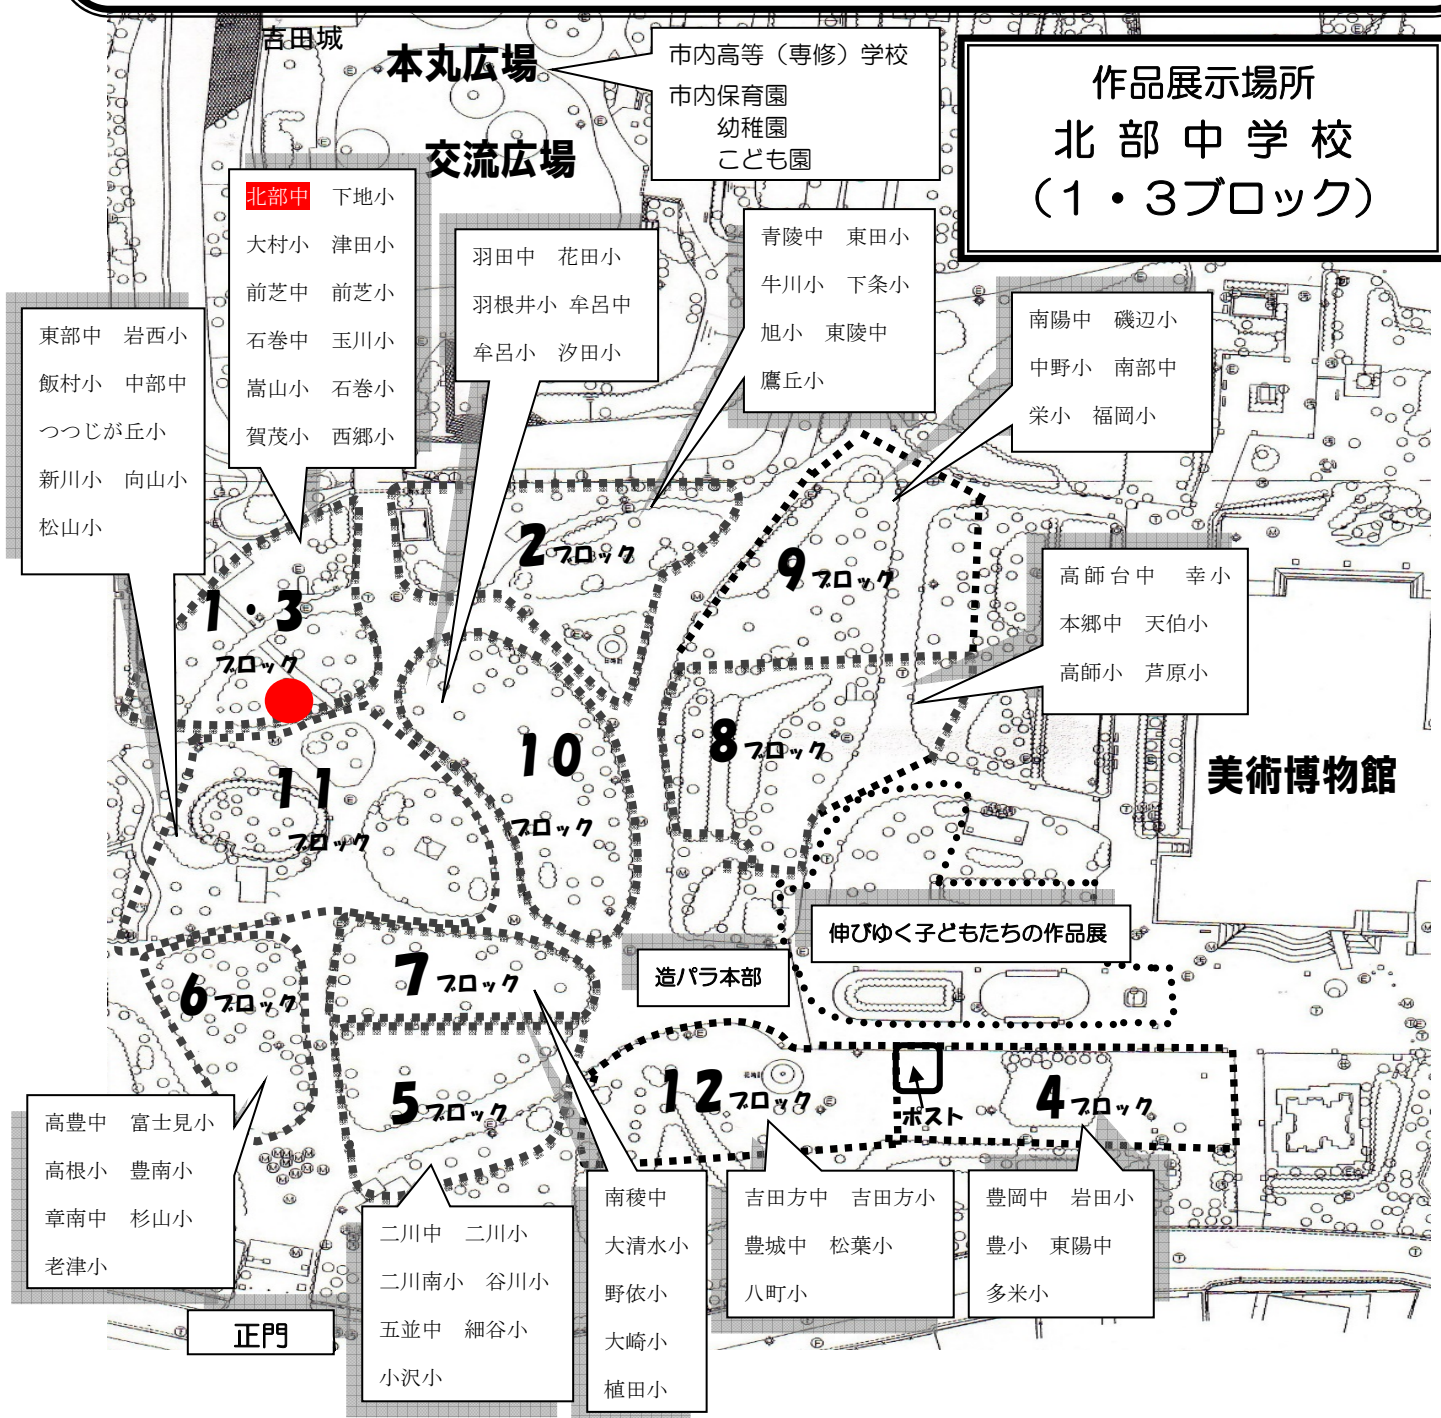 吉田城
本丸広場
交流広場
市内高等（専修）学校
市内保育園
幼稚園
こども園
作品展示場所
北部中学校
（１・３ブロック）
北部中　下地小
大村小　津田小
前芝中　前芝小
石巻中　玉川小
嵩山小　石巻小
賀茂小　西郷小
羽田中　花田小
羽根井小 牟呂中
牟呂小　汐田小
青陵中　東田小
牛川小　下条小
旭小　東陵中
鷹丘小
南陽中　磯辺小
中野小　南部中
栄小　福岡小
東部中　岩西小
飯村小　中部中
つつじが丘小
新川小　向山小
松山小
高師台中　幸小
本郷中　天伯小
高師小　芦原小
1・3
ブロック
2ブロック
9ブロック
8ブロック
10
ブロック
11
ブロック
美術博物館
伸びゆく子どもたちの作品展
造パラ本部
7ブロック
6ブロック
5ブロック
12ブロック
ポスト
4ブロック
高豊中　富士見小
高根小　豊南小
章南中　杉山小
老津小
正門
二川中　二川小
二川南小　谷川小
五並中　細谷小
小沢小
南稜中
大清水小
野依小
大崎小
植田小
吉田方中　吉田方小
豊城中　松葉小
八町小
豊岡中　岩田小
豊小　東陽中
多米小